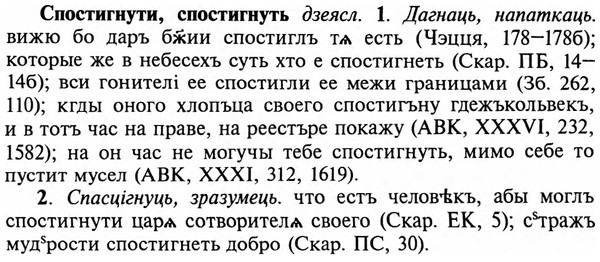 Спостигнути, спостигнуть дзеясл. 1. Дагнаць, напаткаць.
вижю бо даръ бж҃ии спостиглъ тѧ есть (Чэцця, 178—178б);
которые же в небесехъ суть хто е спостигнеть (Скар. ПБ, 14—
14б); вси гонителі ее спостигли ее межи границами (Зб. 262,
110); кгды оного хлопъца своего спостигъну гдежъкольвекъ,
и в тотъ час на праве, на реестъре покажу (АВК, XXXVI, 232,
1582); на он час не могучы тебе спостигнуть, мимо себе то
пустит мусел (АВК, XXXI, 312, 1619).
2. Спасцігнуць, зразумець. что естъ человѣкъ, абы моглъ
спостигнути царѧ сотворителѧ своего (Скар. ЕК, 5); сᵟтражъ
мудᵟрости спостигнеть добро (Скар. ПС, 30).